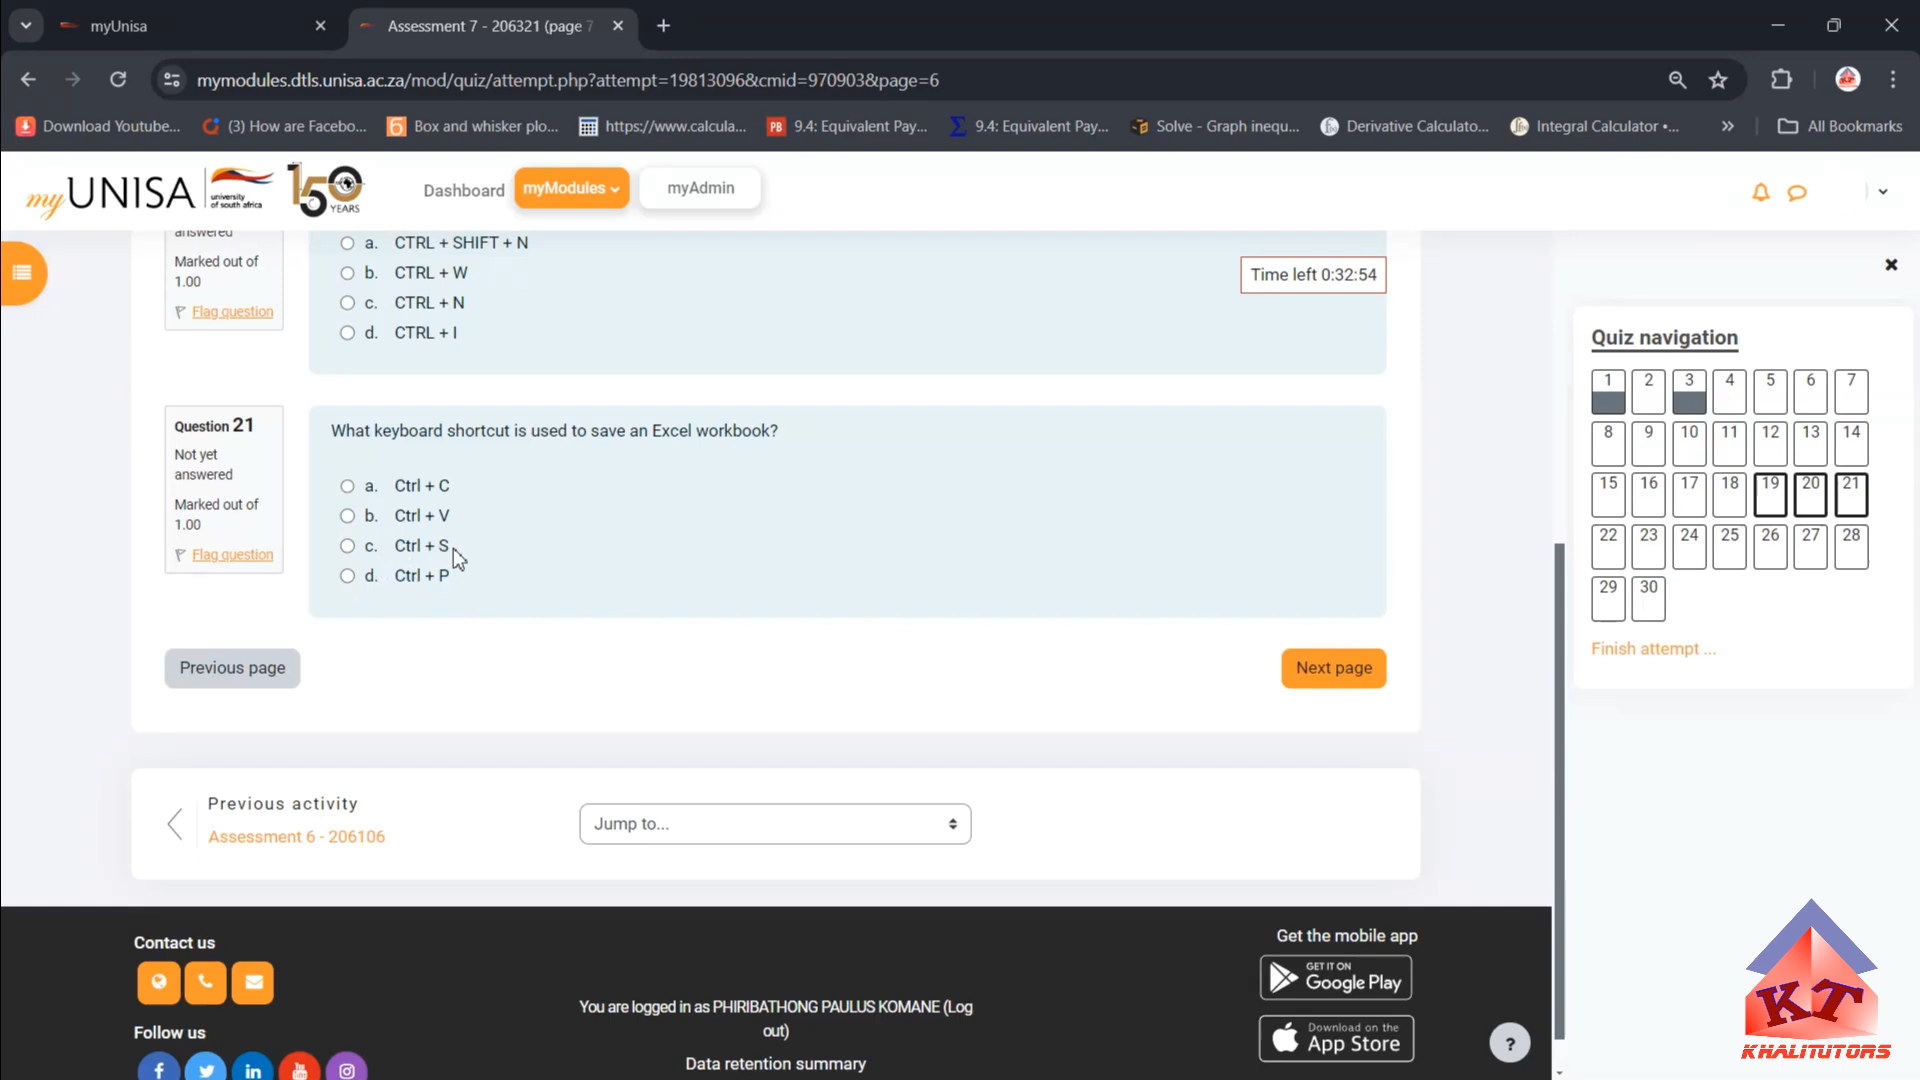 myUnisa
Assessment 7 - 206321 (page 7
mymodules.dtls.unisa.ac.za/mod/quiz/attempt.php?attempt=19813096&cmid=970903&page=6
Download Youtube...
(3) How are Facebo...
Box and whisker plo...
https://www.calcula...
PB
9.4: Equivalent Pay...
9.4: Equivalent Pay...
Solve - Graph inequ...
Derivative Calculato...
Integral Calculator •...
All Bookmarks
my UNISA
university
of south africa
150
YEARS
Dashboard
myModules
myAdmin
answered
Marked out of
1.00
Flag question
a. CTRL + SHIFT + N
b. CTRL + W
c. CTRL + N
d. CTRL + I
Time left 0:32:54
Question 21
Not yet
answered
Marked out of
1.00
Flag question
What keyboard shortcut is used to save an Excel workbook?
a. Ctrl + C
b. Ctrl + V
c. Ctrl + S
d. Ctrl + P
Previous page
Next page
Quiz navigation
1 2 3 4 5 6 7
8 9 10 11 12 13 14
15 16 17 18 19 20 21
22 23 24 25 26 27 28
29 30
Finish attempt ...
Previous activity
Assessment 6 - 206106
Jump to...
Contact us
Follow us
You are logged in as PHIRIBATHONG PAULUS KOMANE (Log
out)
Data retention summary
Get the mobile app
GET IT ON
Google Play
Download on the
App Store
?
KT
KHALITUTORS